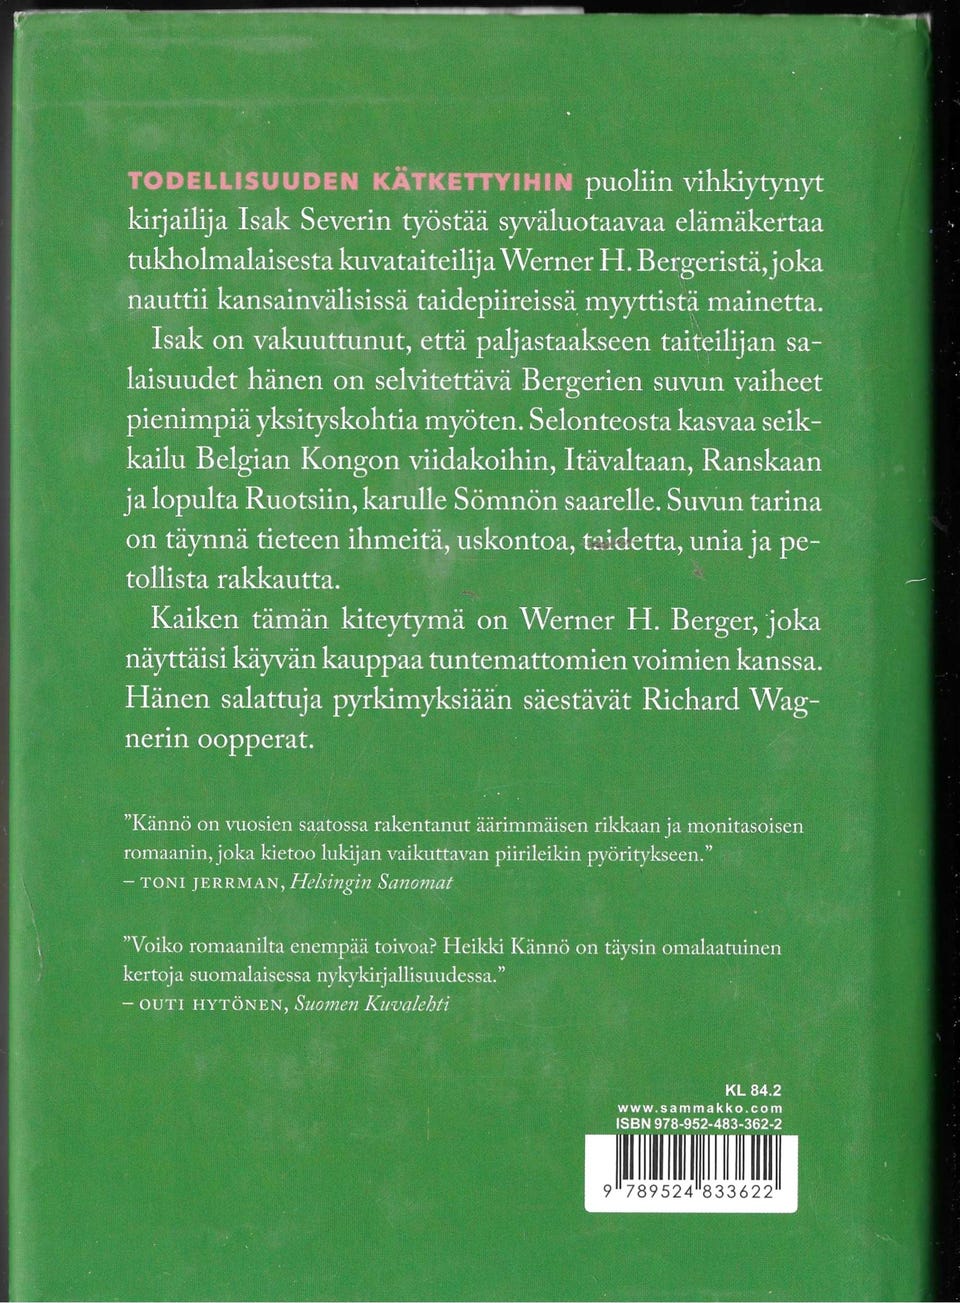 TODELLISUUDEN KÄTKETTYIHIN puoliin vihkiytynyt
kirjailija Isak Severin työstää syväluotaavaa elämäkertaa
tukholmalaisesta kuvataiteilija Werner H. Bergeristä, joka
nauttii kansainvälisissä taidepiireissä myyttistä mainetta.
Isak on vakuuttunut, että paljastaakseen taiteilijan sa-
laisuudet hänen on selvitettävä Bergerien suvun vaiheet
pienimpiä yksityiskohtia myöten. Selonteosta kasvaa seik-
kailu Belgian Kongon viidakoihin, Itävaltaan, Ranskaan
ja lopulta Ruotsiin, karulle Sömnön saarelle. Suvun tarina
on täynnä tieteen ihmeitä, uskontoa, taidetta, unia ja pe-
tollista rakkautta.
Kaiken tämän kiteytymä on Werner H. Berger, joka
näyttäisi käyvän kauppaa tuntemattomien voimien kanssa.
Hänen salattuja pyrkimyksiään säestävät Richard Wag-
nerin oopperat.
"Kännö on vuosien saatossa rakentanut äärimmäisen rikkaan ja monitasoisen
romaanin, joka kietoo lukijan vaikuttavan piirileikin pyöritykseen."
– TONI JERRMAN, Helsingin Sanomat
"Voiko romaanilta enempää toivoa? Heikki Kännö on täysin omalaatuinen
kertoja suomalaisessa nykykirjallisuudessa."
– OUTI HYTÖNEN, Suomen Kuvalehti
KL 84.2
www.sammakko.com
ISBN 978-952-483-362-2
9 789524 833622